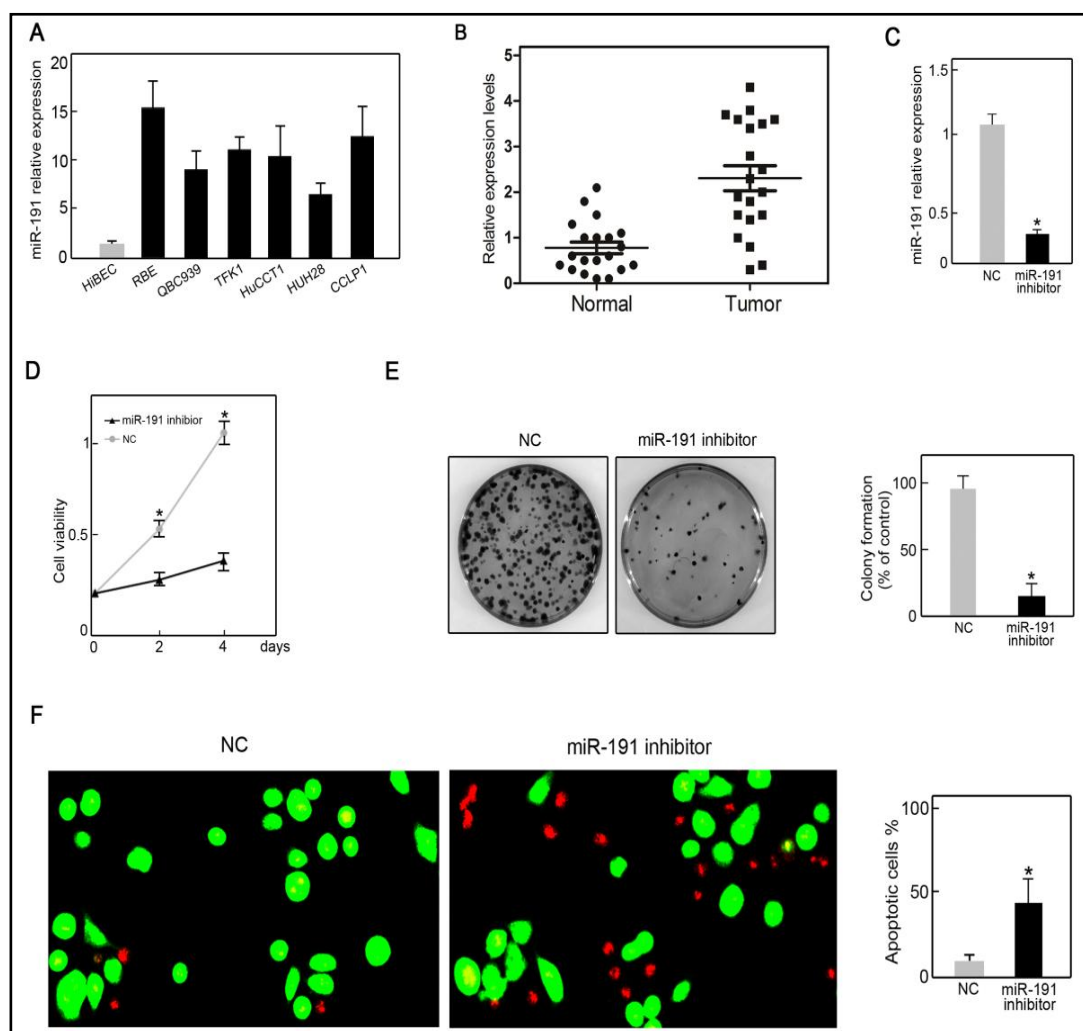 A
miR-191 relative expression
20
15
10
5
0
HiBEC
RBE
QBC939
TFK1
HuCCT1
HUH28
CCLP1
B
Relative expression levels
5
4
3
2
1
0
Normal
Tumor
C
miR-191 relative expression
1.5
1
0.5
0
*
NC
miR-191
inhibitor
D
Cell viability
1
0.5
0
miR-191 inhibior
NC
*
*
0
2
4
days
E
NC
miR-191 inhibitor
Colony formation
(% of control)
100
50
0
*
NC
miR-191
inhibitor
F
NC
miR-191 inhibitor
Apoptotic cells %
100
50
0
*
NC
miR-191
inhibitor